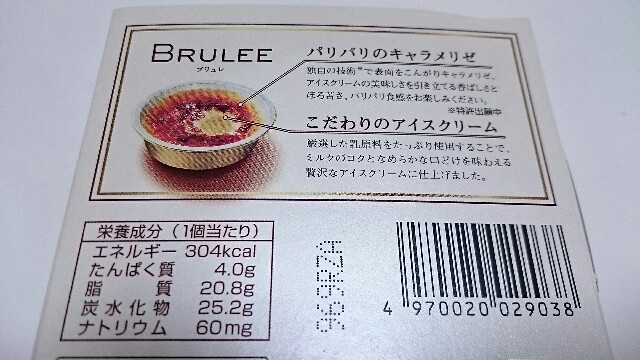 BRULEE
ブリュレ
パリパリのキャラメリゼ
独自の技術※で表面をこんがりキャラメリゼ。
アイスクリームの美味しさを引き立てる香ばしさと
ほろ苦さ、パリパリ食感をお楽しみください。
※特許出願中
こだわりのアイスクリーム
厳選した乳原料をたっぷり使用することで、
ミルクのコクとなめらかな口どけを味わえる
贅沢なアイスクリームに仕上げました。
栄養成分（1個当たり）
エネルギー 304kcal
たんぱく質 4.0g
脂質 20.8g
炭水化物 25.2g
ナトリウム 60mg
4 970020 029038